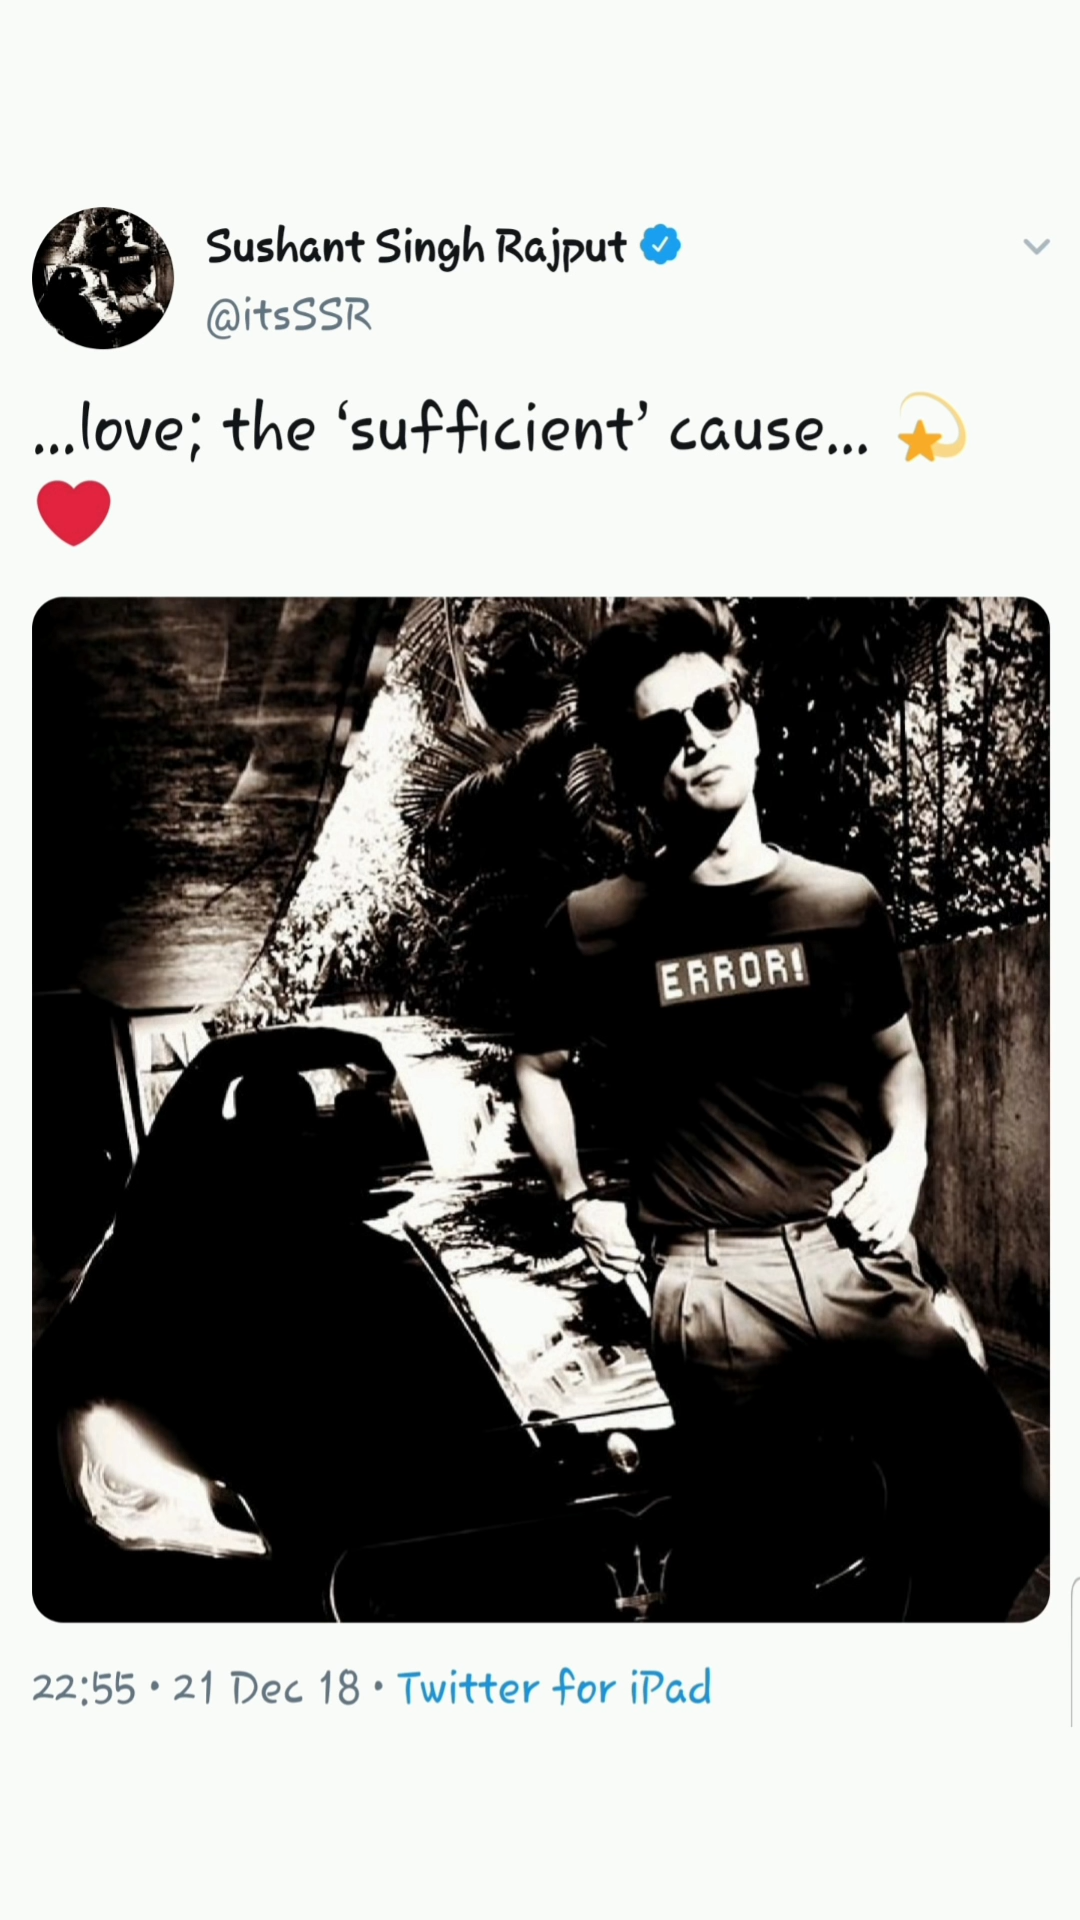 Sushant Singh Rajput
@itsSSR
...love; the ‘sufficient’ cause... 💫
❤️
ERROR!
22:55 • 21 Dec 18 • Twitter for iPad